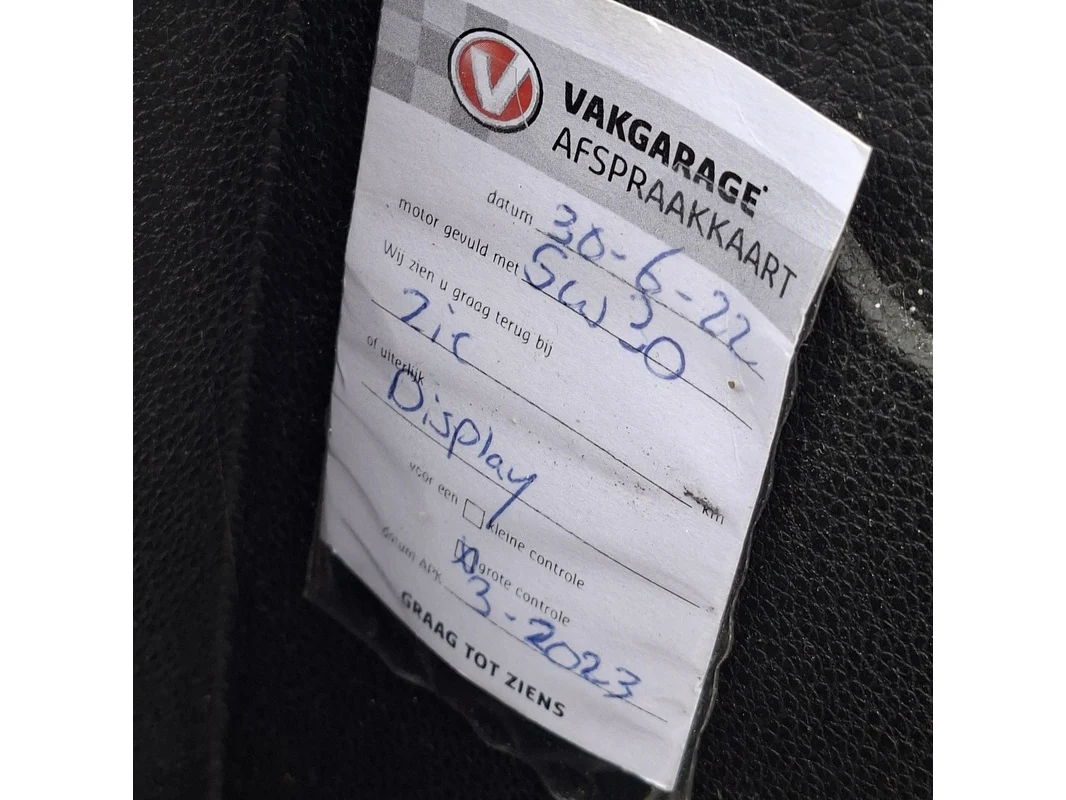 V
VAKGARAGE
AFSPRAAKKAART
datum 30-6-22
motor gevuld met 5w30
Wij zien u graag terug bij
zie km
of uiterlijk
Display
voor een kleine controle
grote controle
datum APK 3-2023
GRAAG TOT ZIENS